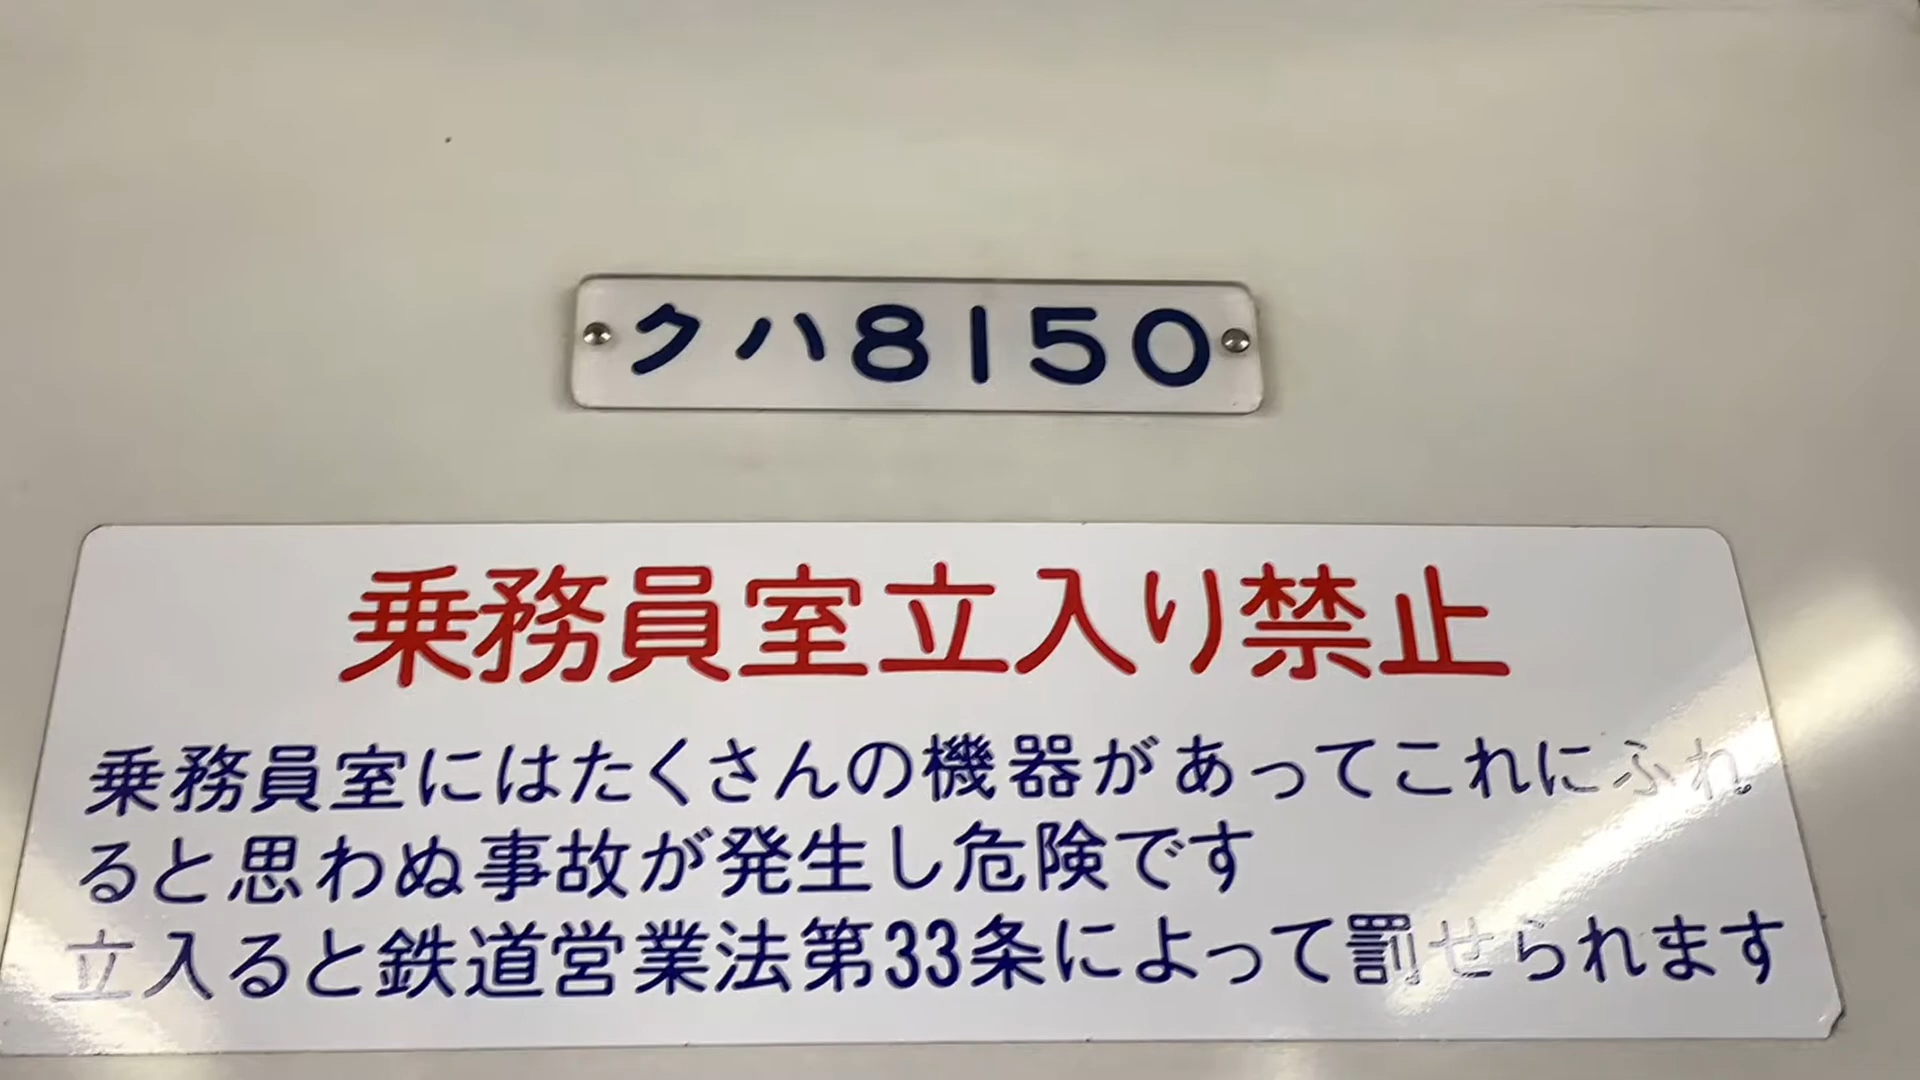 クハ8150
乗務員室立入り禁止
乗務員室にはたくさんの機器があってこれにふれ
ると思わぬ事故が発生し危険です
立入ると鉄道営業法第33条によって罰せられます